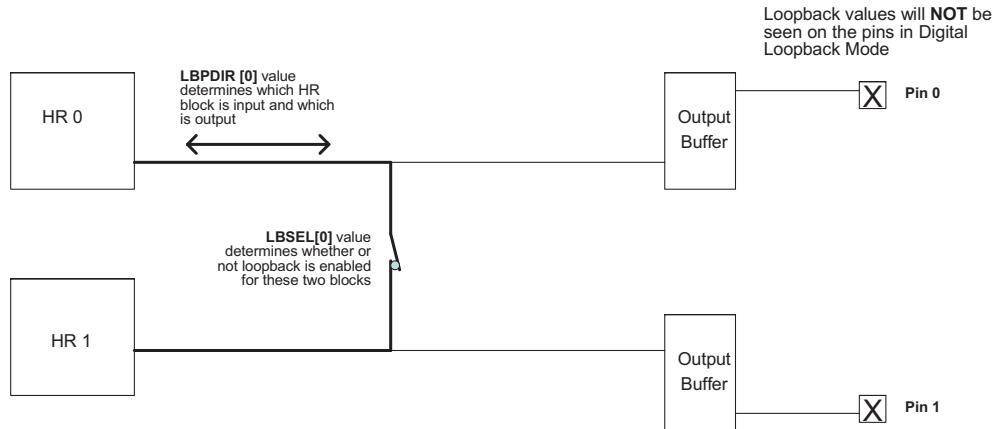 Loopback values will NOT be
seen on the pins in Digital
Loopback Mode
LBPDIR [0] value
determines which HR
block is input and which
is output
HR 0
Output
Buffer
X
Pin 0
LBSEL[0] value
determines whether or
not loopback is enabled
for these two blocks
HR 1
Output
Buffer
X
Pin 1